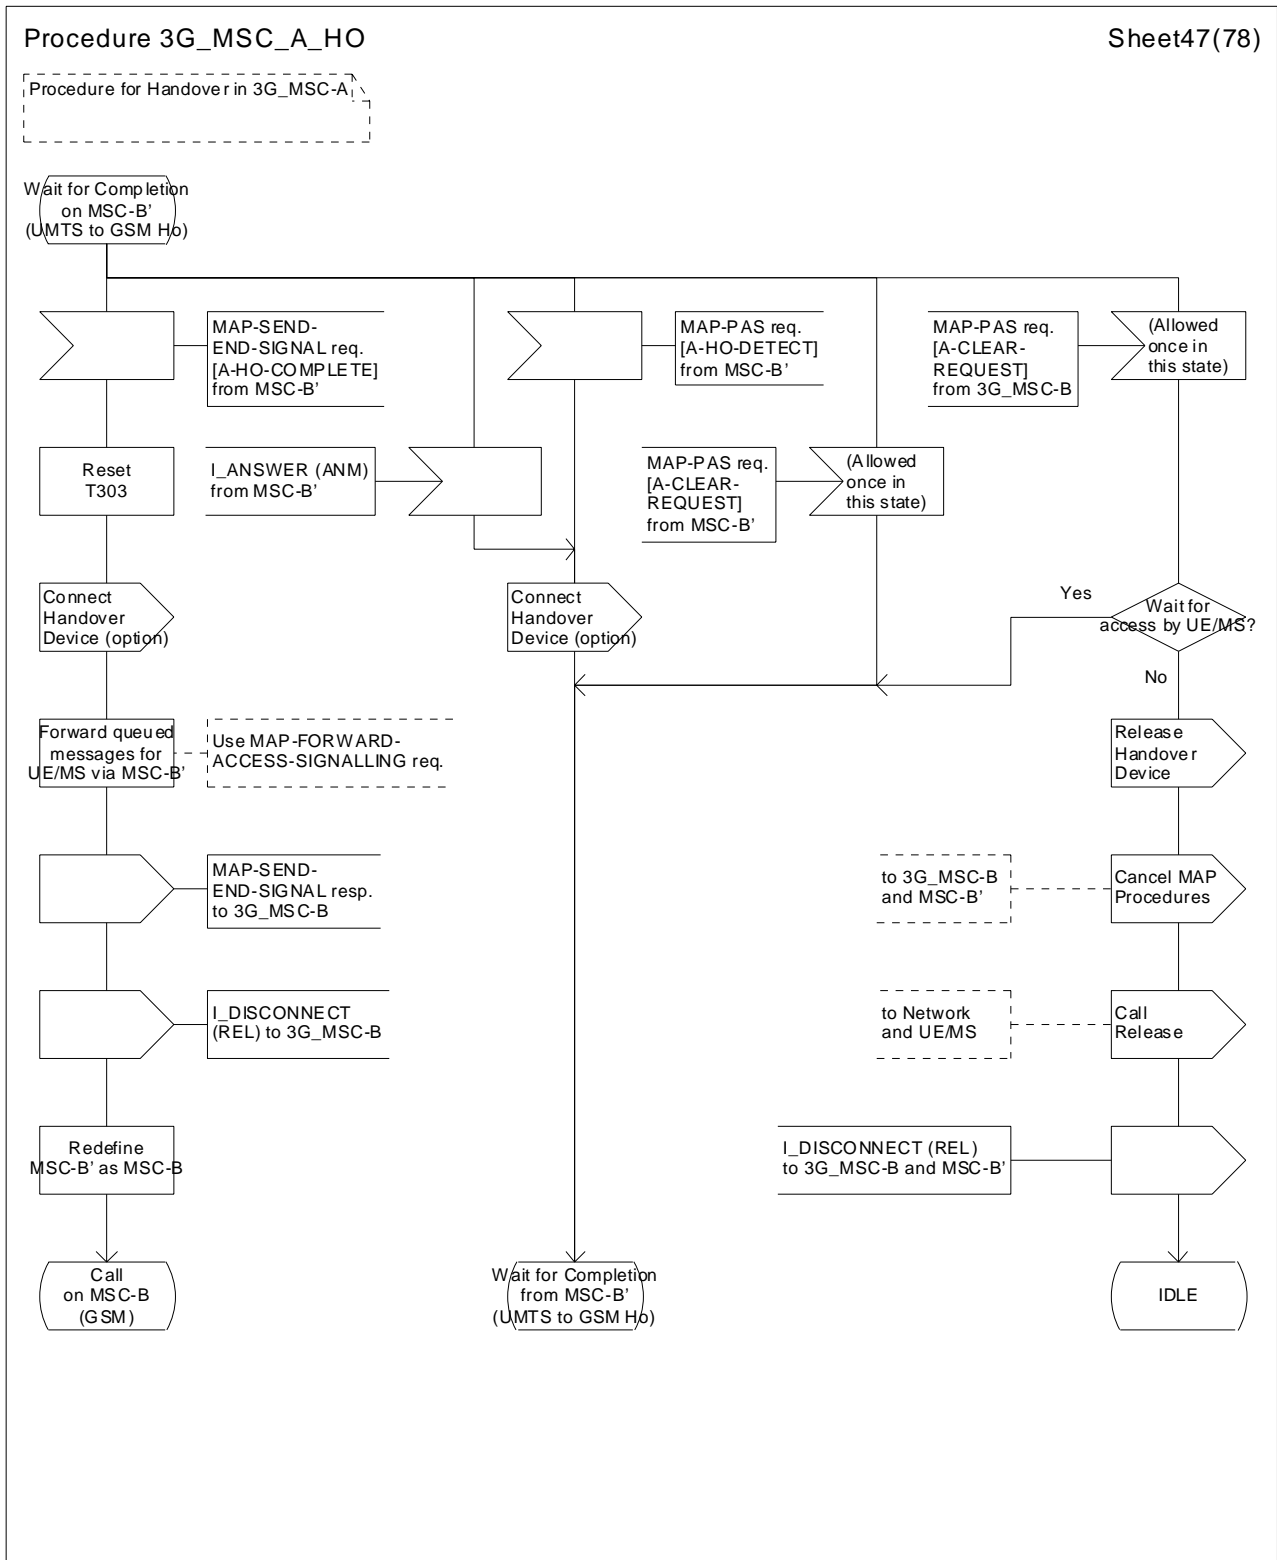 Procedure 3G_MSC_A_HO
Sheet47(78)
Procedure for Handover in 3G_MSC-A
Wait for Completion
on MSC-B'
(UMTS to GSM Ho)
MAP-SEND-
END-SIGNAL req.
[A-HO-COMPLETE]
from MSC-B'
MAP-PAS req.
[A-HO-DETECT]
from MSC-B'
MAP-PAS req.
[A-CLEAR-
REQUEST]
from 3G_MSC-B
(Allowed
once in
this state)
Reset
T303
I_ANSWER (ANM)
from MSC-B'
MAP-PAS req.
[A-CLEAR-
REQUEST]
from MSC-B'
(Allowed
once in
this state)
Connect
Handover
Device (option)
Connect
Handover
Device (option)
Yes
Wait for
access by UE/MS?
No
Forward queued
messages for
UE/MS via MSC-B'
Use MAP-FORWARD-
ACCESS-SIGNALLING req.
Release
Handover
Device
MAP-SEND-
END-SIGNAL resp.
to 3G_MSC-B
to 3G_MSC-B
and MSC-B'
Cancel MAP
Procedures
I_DISCONNECT
(REL) to 3G_MSC-B
to Network
and UE/MS
Call
Release
Redefine
MSC-B' as MSC-B
I_DISCONNECT (REL)
to 3G_MSC-B and MSC-B'
Call
on MSC-B
(GSM)
Wait for Completion
from MSC-B'
(UMTS to GSM Ho)
IDLE